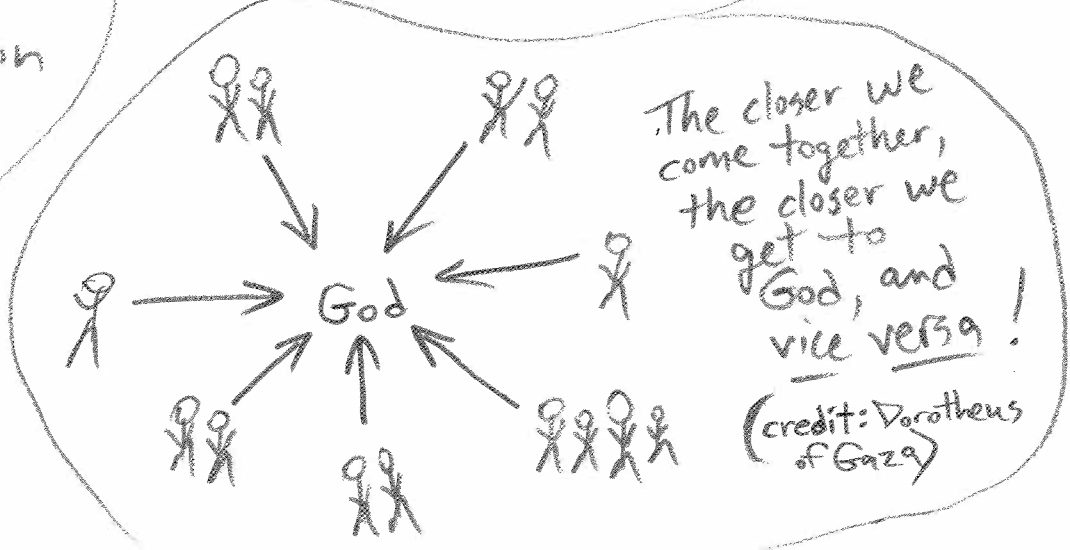 on
God
The closer we
come together,
the closer we
get to
God, and
vice versa!
(credit: Dorotheus
of Gaza)